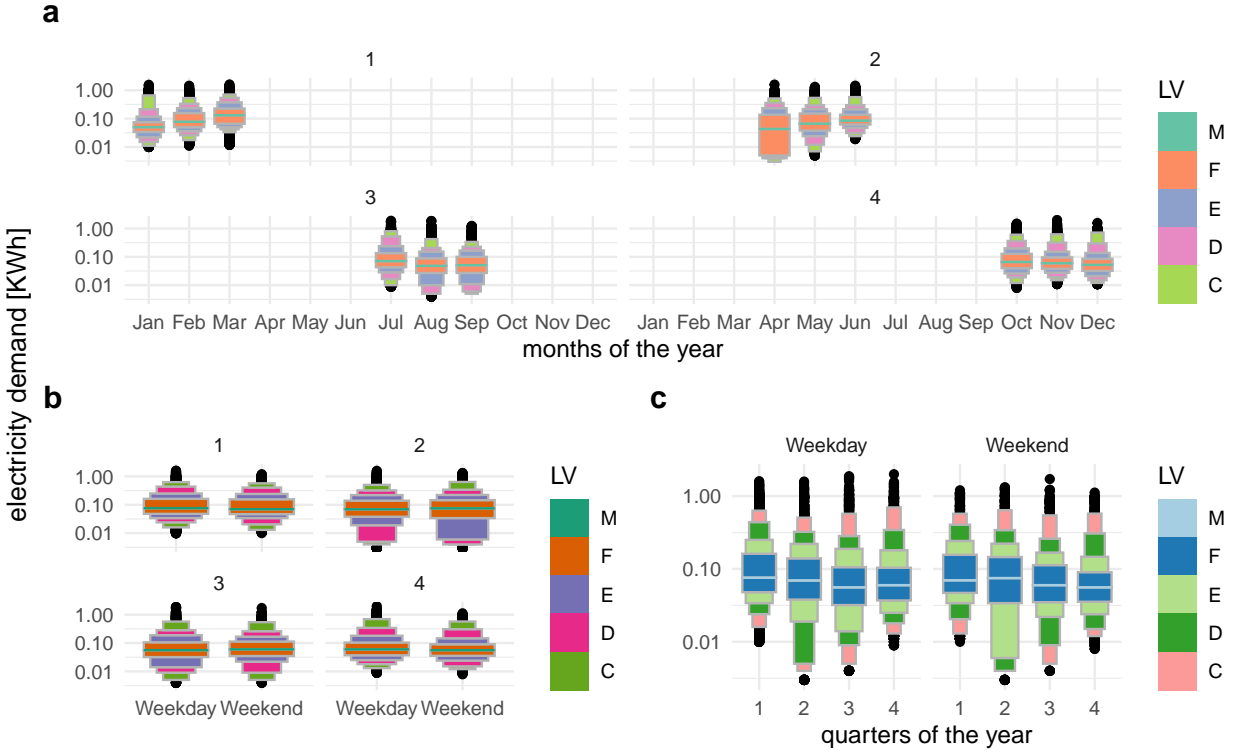 a
1 2
1.00
0.10
0.01
3 4
1.00
0.10
0.01
Jan Feb Mar Apr May Jun Jul Aug Sep Oct Nov Dec Jan Feb Mar Apr May Jun Jul Aug Sep Oct Nov Dec
months of the year
LV
M
F
E
D
C
electricity demand [KWh]
b
1 2
1.00
0.10
0.01
3 4
1.00
0.10
0.01
Weekday Weekend Weekday Weekend
LV
M
F
E
D
C
c
Weekday Weekend
1.00
0.10
0.01
1 2 3 4 1 2 3 4
quarters of the year
LV
M
F
E
D
C